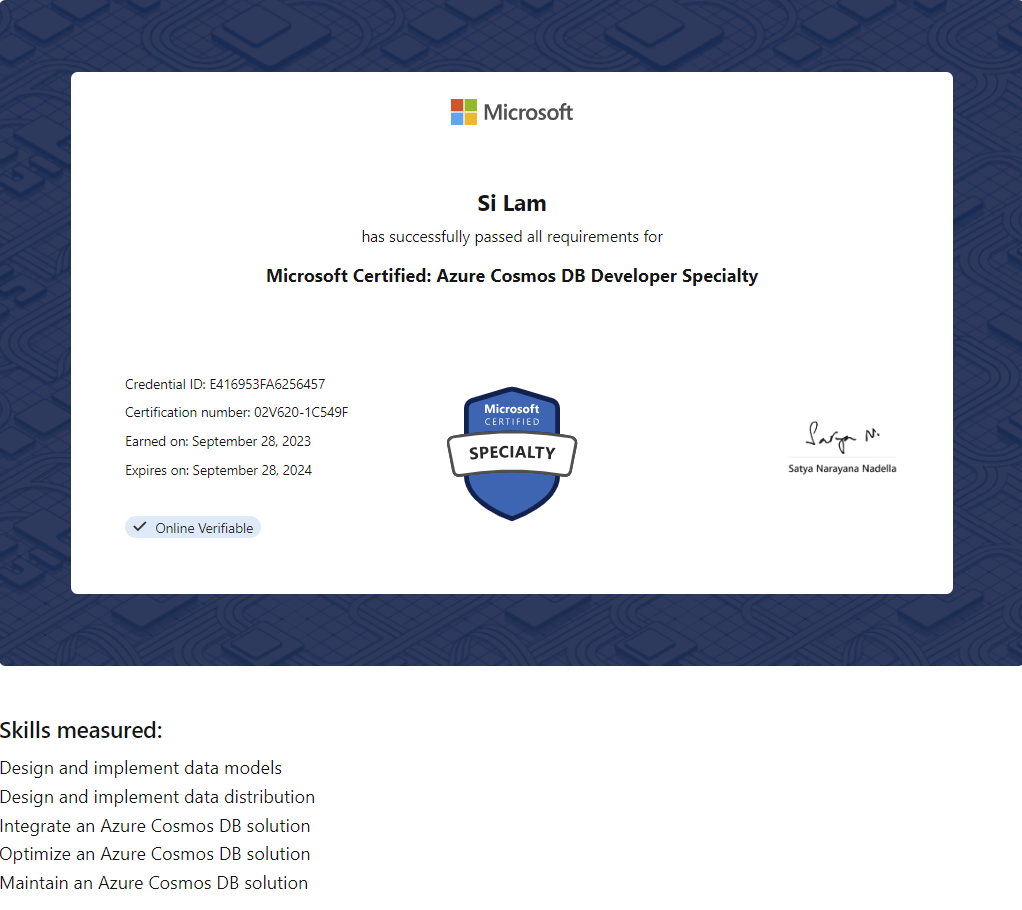 Microsoft
Si Lam
has successfully passed all requirements for
Microsoft Certified: Azure Cosmos DB Developer Specialty
Credential ID: E416953FA6256457
Certification number: 02V620-1C549F
Earned on: September 28, 2023
Expires on: September 28, 2024
Online Verifiable
Microsoft
CERTIFIED
SPECIALTY
Satya N.
Satya Narayana Nadella
Skills measured:
Design and implement data models
Design and implement data distribution
Integrate an Azure Cosmos DB solution
Optimize an Azure Cosmos DB solution
Maintain an Azure Cosmos DB solution